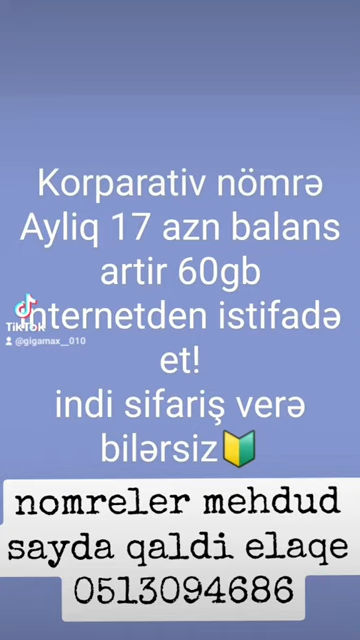 Korparativ nömrə
Ayliq 17 azn balans
artir 60gb
internetden istifadə
et!
indi sifariş verə
bilərsiz🔰
TikTok
@gigamax__010
nomreler mehdud
sayda qaldi elaqe
0513094686